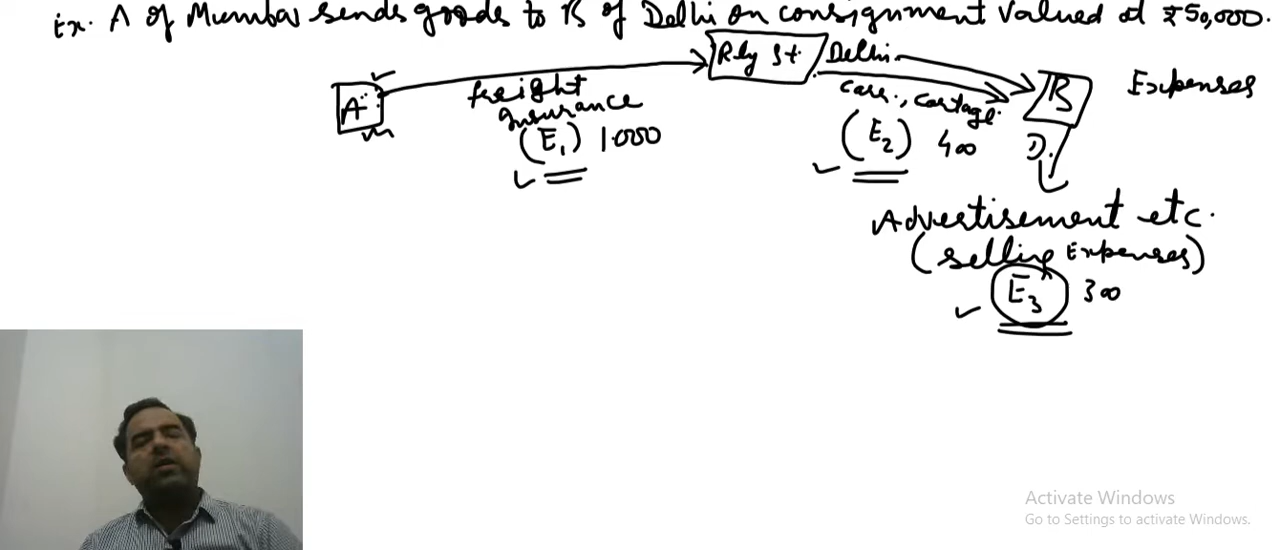 Ex. A of Mumbai sends goods to B of Delhi on consignment valued at ₹50,000.
Rly St. Delhi
A
freight
Insurance
(E1) 1000
carr., cartage.
(E2) 400
B
D.
Expenses
Advertisement etc.
(selling Expenses)
E3 300
Activate Windows
Go to Settings to activate Windows.